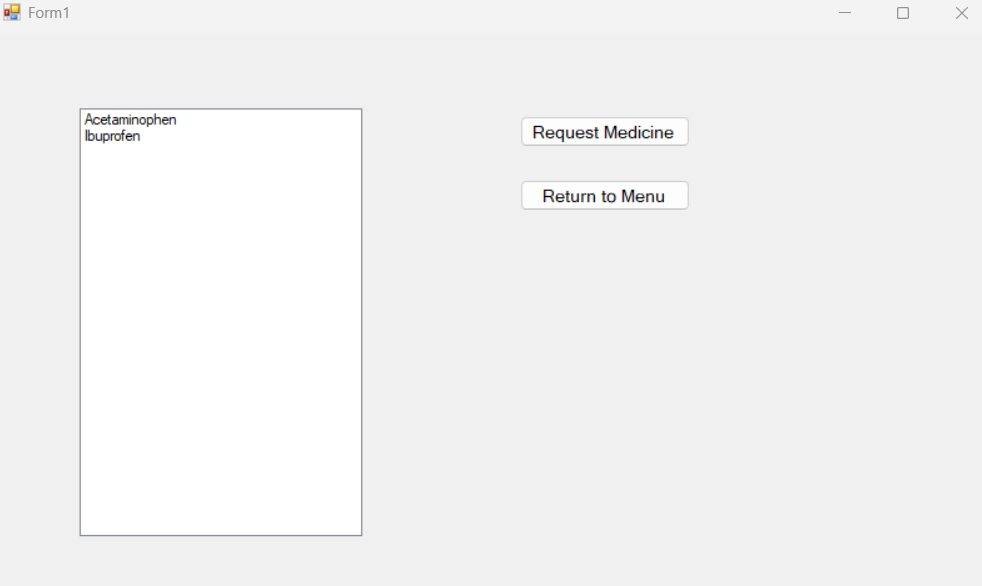 Form1
Acetaminophen
Ibuprofen
Request Medicine
Return to Menu